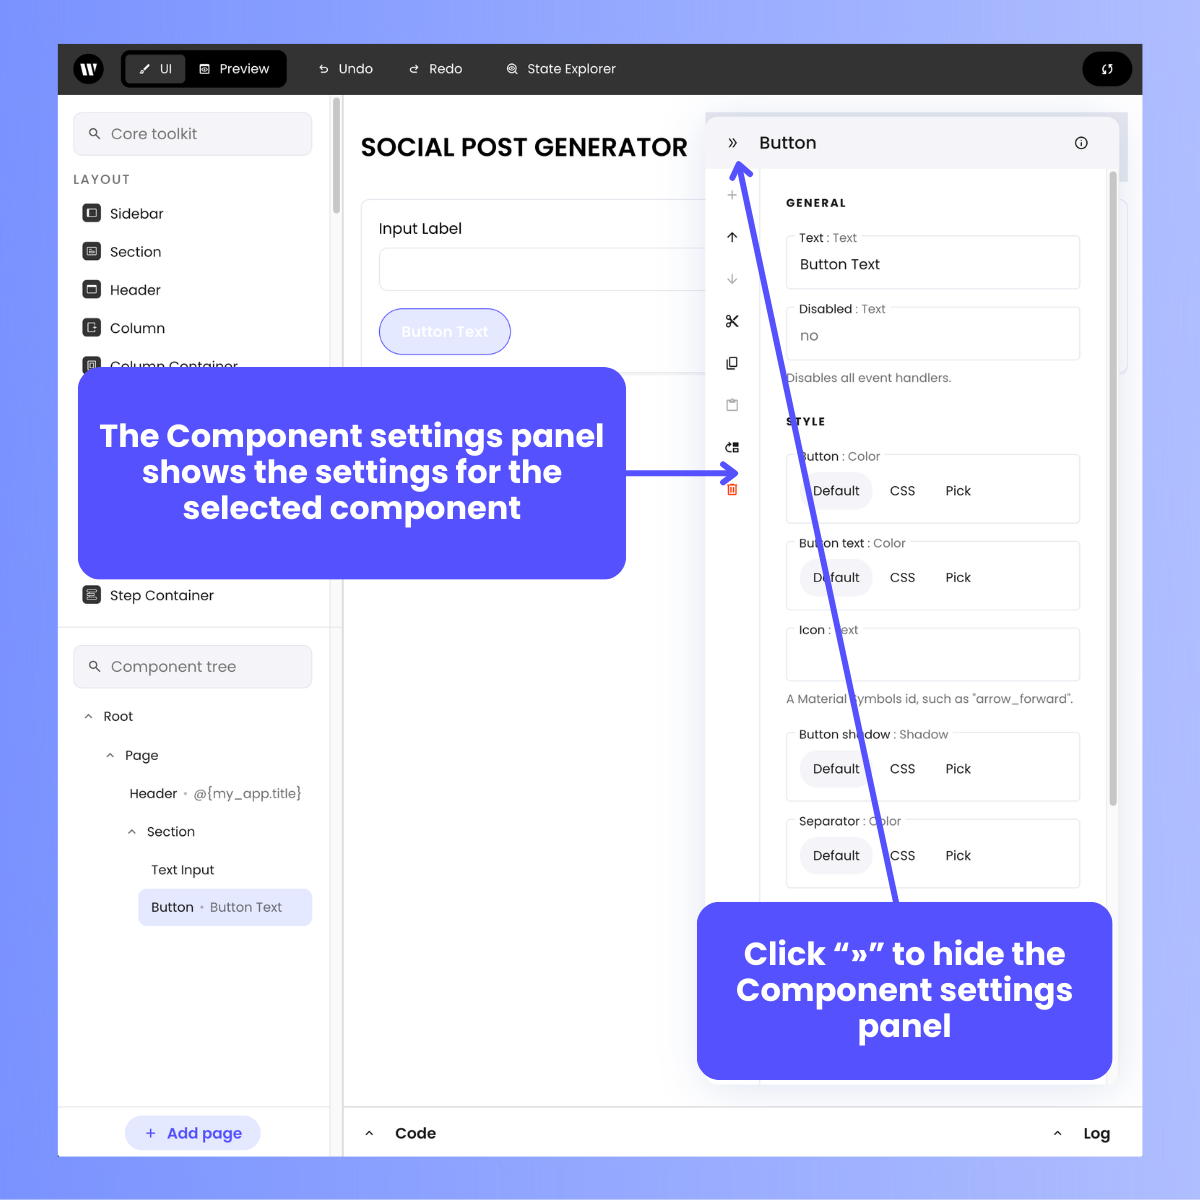 UI
Preview
Undo
Redo
State Explorer
Core toolkit
LAYOUT
Sidebar
Section
Header
Column
Column Container
Step Container
Component tree
Root
Page
Header • @{my_app.title}
Section
Text Input
Button • Button Text
+ Add page
SOCIAL POST GENERATOR
Input Label
Button Text
The Component settings panel
shows the settings for the
selected component
» Button
GENERAL
Text : Text
Button Text
Disabled : Text
no
Disables all event handlers.
STYLE
Button : Color
Default CSS Pick
Button text : Color
Default CSS Pick
Icon : Text
A Material Symbols id, such as "arrow_forward".
Button shadow : Shadow
Default CSS Pick
Separator : Color
Default CSS Pick
Click “»” to hide the
Component settings
panel
Code
Log